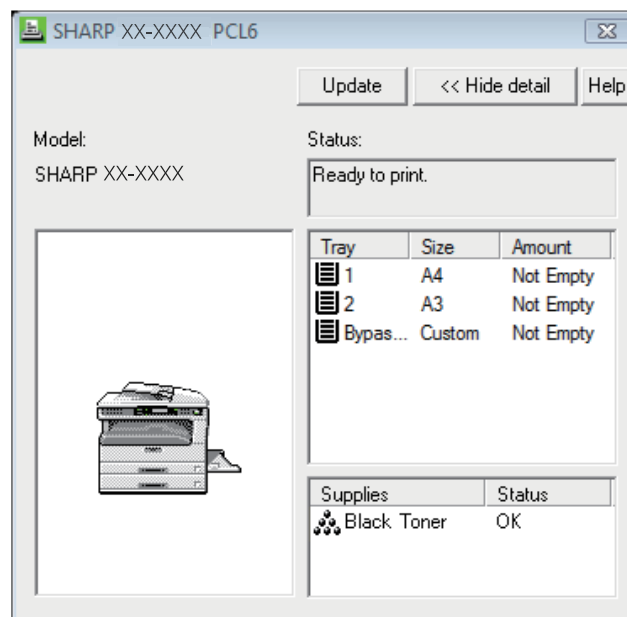 SHARP XX-XXXX PCL6
Update << Hide detail Help
Model:
SHARP XX-XXXX
Status:
Ready to print.
Tray Size Amount
1 A4 Not Empty
2 A3 Not Empty
Bypas... Custom Not Empty
Supplies Status
Black Toner OK